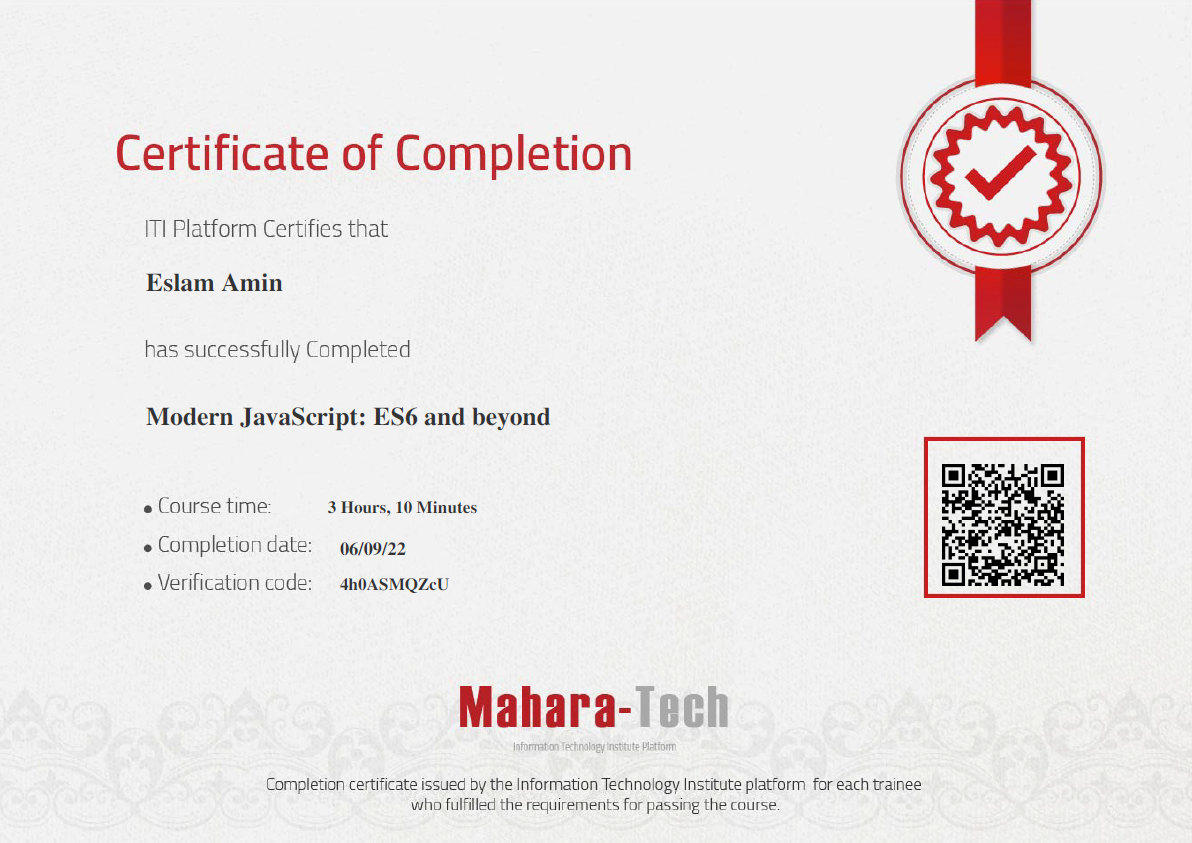 Certificate of Completion
ITI Platform Certifies that
Eslam Amin
has successfully Completed
Modern JavaScript: ES6 and beyond
• Course time: 3 Hours, 10 Minutes
• Completion date: 06/09/22
• Verification code: 4h0ASMQZcU
Mahara-Tech
Information Technology Institute Platform
Completion certificate issued by the Information Technology Institute platform for each trainee
who fulfilled the requirements for passing the course.